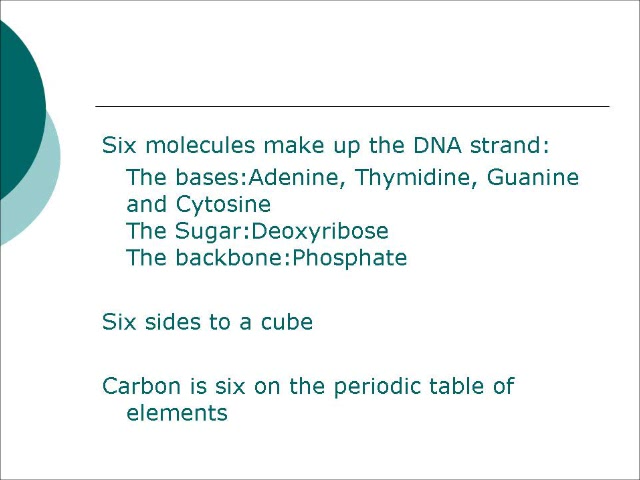 Six molecules make up the DNA strand:
The bases:Adenine, Thymidine, Guanine
and Cytosine
The Sugar:Deoxyribose
The backbone:Phosphate
Six sides to a cube
Carbon is six on the periodic table of
elements